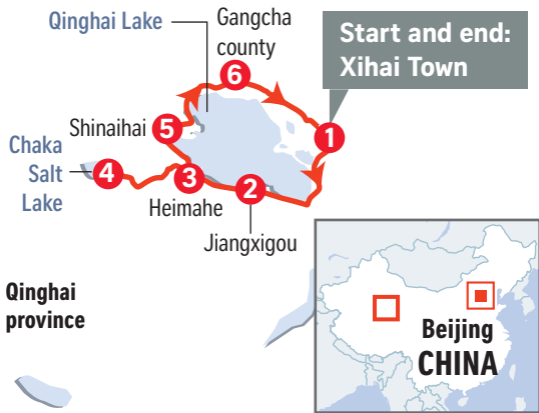 Qinghai Lake
Gangcha
county
Start and end:
Xihai Town
6
5
Shinaihai
1
Chaka
Salt
Lake
4
3
2
Heimahe
Jiangxigou
Qinghai
province
Beijing
CHINA